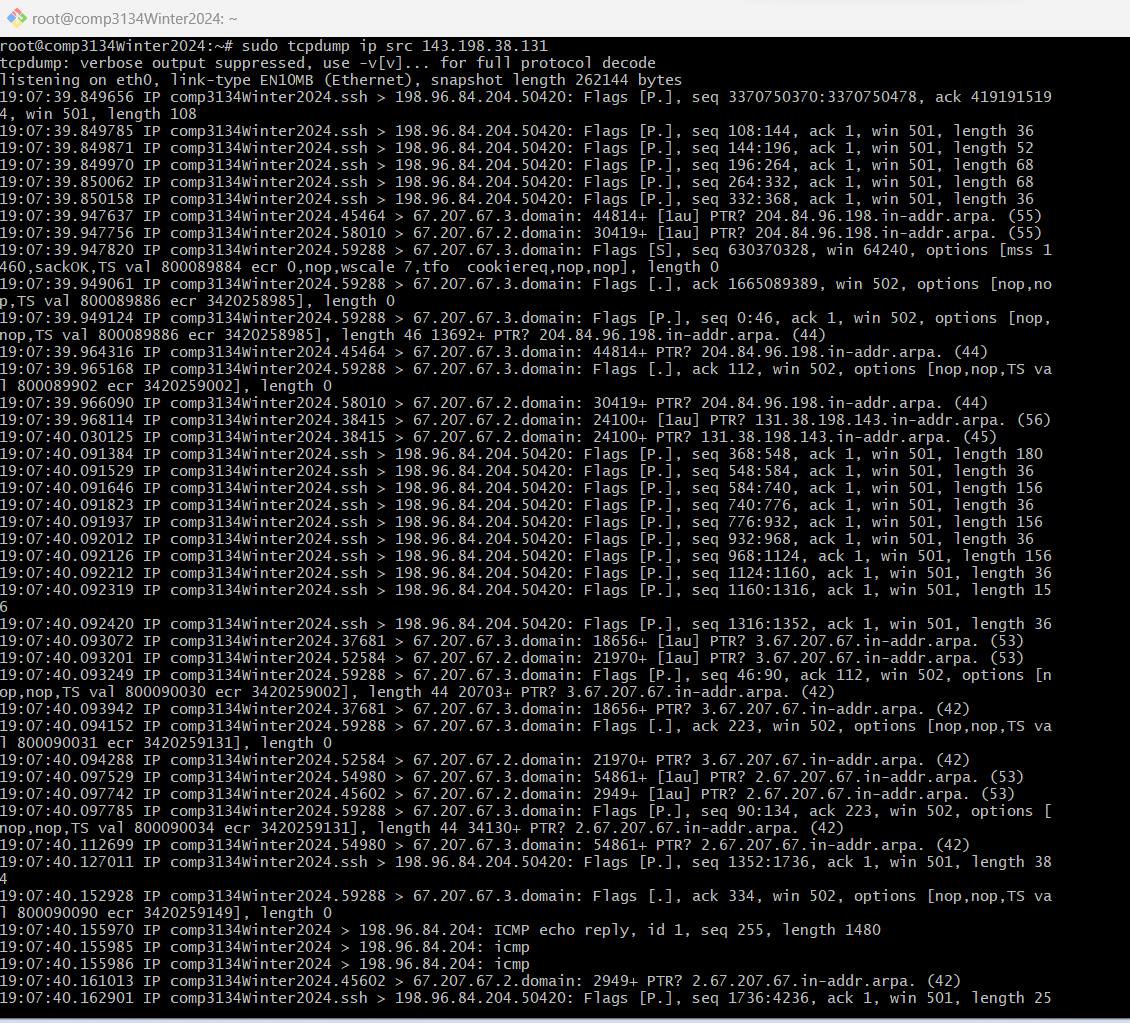 root@comp3134Winter2024: ~
root@comp3134Winter2024:~# sudo tcpdump ip src 143.198.38.131
tcpdump: verbose output suppressed, use -v[v]... for full protocol decode
listening on eth0, link-type EN10MB (Ethernet), snapshot length 262144 bytes
19:07:39.849656 IP comp3134Winter2024.ssh > 198.96.84.204.50420: Flags [P.], seq 3370750370:3370750478, ack 419191519
4, win 501, length 108
19:07:39.849785 IP comp3134Winter2024.ssh > 198.96.84.204.50420: Flags [P.], seq 108:144, ack 1, win 501, length 36
19:07:39.849871 IP comp3134Winter2024.ssh > 198.96.84.204.50420: Flags [P.], seq 144:196, ack 1, win 501, length 52
19:07:39.849970 IP comp3134Winter2024.ssh > 198.96.84.204.50420: Flags [P.], seq 196:264, ack 1, win 501, length 68
19:07:39.850062 IP comp3134Winter2024.ssh > 198.96.84.204.50420: Flags [P.], seq 264:332, ack 1, win 501, length 68
19:07:39.850158 IP comp3134Winter2024.ssh > 198.96.84.204.50420: Flags [P.], seq 332:368, ack 1, win 501, length 36
19:07:39.947637 IP comp3134Winter2024.45464 > 67.207.67.3.domain: 44814+ [1au] PTR? 204.84.96.198.in-addr.arpa. (55)
19:07:39.947756 IP comp3134Winter2024.58010 > 67.207.67.2.domain: 30419+ [1au] PTR? 204.84.96.198.in-addr.arpa. (55)
19:07:39.947820 IP comp3134Winter2024.59288 > 67.207.67.3.domain: Flags [S], seq 630370328, win 64240, options [mss 1
460,sackOK,TS val 800089884 ecr 0,nop,wscale 7,tfo  cookiereq,nop,nop], length 0
19:07:39.949061 IP comp3134Winter2024.59288 > 67.207.67.3.domain: Flags [.], ack 1665089389, win 502, options [nop,no
p,TS val 800089886 ecr 3420258985], length 0
19:07:39.949124 IP comp3134Winter2024.59288 > 67.207.67.3.domain: Flags [P.], seq 0:46, ack 1, win 502, options [nop,
nop,TS val 800089886 ecr 3420258985], length 46 13692+ PTR? 204.84.96.198.in-addr.arpa. (44)
19:07:39.964316 IP comp3134Winter2024.45464 > 67.207.67.3.domain: 44814+ PTR? 204.84.96.198.in-addr.arpa. (44)
19:07:39.965168 IP comp3134Winter2024.59288 > 67.207.67.3.domain: Flags [.], ack 112, win 502, options [nop,nop,TS va
l 800089902 ecr 3420259002], length 0
19:07:39.966090 IP comp3134Winter2024.58010 > 67.207.67.2.domain: 30419+ PTR? 204.84.96.198.in-addr.arpa. (44)
19:07:39.968114 IP comp3134Winter2024.38415 > 67.207.67.2.domain: 24100+ [1au] PTR? 131.38.198.143.in-addr.arpa. (56)
19:07:40.030125 IP comp3134Winter2024.38415 > 67.207.67.2.domain: 24100+ PTR? 131.38.198.143.in-addr.arpa. (45)
19:07:40.091384 IP comp3134Winter2024.ssh > 198.96.84.204.50420: Flags [P.], seq 368:548, ack 1, win 501, length 180
19:07:40.091529 IP comp3134Winter2024.ssh > 198.96.84.204.50420: Flags [P.], seq 548:584, ack 1, win 501, length 36
19:07:40.091646 IP comp3134Winter2024.ssh > 198.96.84.204.50420: Flags [P.], seq 584:740, ack 1, win 501, length 156
19:07:40.091823 IP comp3134Winter2024.ssh > 198.96.84.204.50420: Flags [P.], seq 740:776, ack 1, win 501, length 36
19:07:40.091937 IP comp3134Winter2024.ssh > 198.96.84.204.50420: Flags [P.], seq 776:932, ack 1, win 501, length 156
19:07:40.092012 IP comp3134Winter2024.ssh > 198.96.84.204.50420: Flags [P.], seq 932:968, ack 1, win 501, length 36
19:07:40.092126 IP comp3134Winter2024.ssh > 198.96.84.204.50420: Flags [P.], seq 968:1124, ack 1, win 501, length 156
19:07:40.092212 IP comp3134Winter2024.ssh > 198.96.84.204.50420: Flags [P.], seq 1124:1160, ack 1, win 501, length 36
19:07:40.092319 IP comp3134Winter2024.ssh > 198.96.84.204.50420: Flags [P.], seq 1160:1316, ack 1, win 501, length 15
6
19:07:40.092420 IP comp3134Winter2024.ssh > 198.96.84.204.50420: Flags [P.], seq 1316:1352, ack 1, win 501, length 36
19:07:40.093072 IP comp3134Winter2024.37681 > 67.207.67.3.domain: 18656+ [1au] PTR? 3.67.207.67.in-addr.arpa. (53)
19:07:40.093201 IP comp3134Winter2024.52584 > 67.207.67.2.domain: 21970+ [1au] PTR? 3.67.207.67.in-addr.arpa. (53)
19:07:40.093249 IP comp3134Winter2024.59288 > 67.207.67.3.domain: Flags [P.], seq 46:90, ack 112, win 502, options [n
op,nop,TS val 800090030 ecr 3420259002], length 44 20703+ PTR? 3.67.207.67.in-addr.arpa. (42)
19:07:40.093942 IP comp3134Winter2024.37681 > 67.207.67.3.domain: 18656+ PTR? 3.67.207.67.in-addr.arpa. (42)
19:07:40.094152 IP comp3134Winter2024.59288 > 67.207.67.3.domain: Flags [.], ack 223, win 502, options [nop,nop,TS va
l 800090031 ecr 3420259131], length 0
19:07:40.094288 IP comp3134Winter2024.52584 > 67.207.67.2.domain: 21970+ PTR? 3.67.207.67.in-addr.arpa. (42)
19:07:40.097529 IP comp3134Winter2024.54980 > 67.207.67.3.domain: 54861+ [1au] PTR? 2.67.207.67.in-addr.arpa. (53)
19:07:40.097742 IP comp3134Winter2024.45602 > 67.207.67.2.domain: 2949+ [1au] PTR? 2.67.207.67.in-addr.arpa. (53)
19:07:40.097785 IP comp3134Winter2024.59288 > 67.207.67.3.domain: Flags [P.], seq 90:134, ack 223, win 502, options [
nop,nop,TS val 800090034 ecr 3420259131], length 44 34130+ PTR? 2.67.207.67.in-addr.arpa. (42)
19:07:40.112699 IP comp3134Winter2024.54980 > 67.207.67.3.domain: 54861+ PTR? 2.67.207.67.in-addr.arpa. (42)
19:07:40.127011 IP comp3134Winter2024.ssh > 198.96.84.204.50420: Flags [P.], seq 1352:1736, ack 1, win 501, length 38
4
19:07:40.152928 IP comp3134Winter2024.59288 > 67.207.67.3.domain: Flags [.], ack 334, win 502, options [nop,nop,TS va
l 800090090 ecr 3420259149], length 0
19:07:40.155970 IP comp3134Winter2024 > 198.96.84.204: ICMP echo reply, id 1, seq 255, length 1480
19:07:40.155985 IP comp3134Winter2024 > 198.96.84.204: icmp
19:07:40.155986 IP comp3134Winter2024 > 198.96.84.204: icmp
19:07:40.161013 IP comp3134Winter2024.45602 > 67.207.67.2.domain: 2949+ PTR? 2.67.207.67.in-addr.arpa. (42)
19:07:40.162901 IP comp3134Winter2024.ssh > 198.96.84.204.50420: Flags [P.], seq 1736:4236, ack 1, win 501, length 25